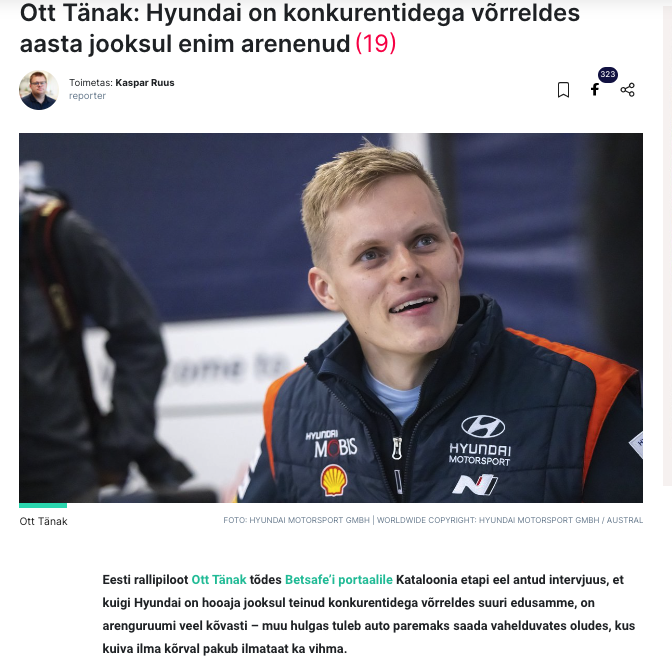 Ott Tänak: Hyundai on konkurentidega võrreldes
aasta jooksul enim arenenud (19)
323
Toimetas: Kaspar Ruus
reporter
come to
HYUNDAI
MOBIS
HYUNDAI
MOTORSPORT
N
Ott Tänak
FOTO: HYUNDAI MOTORSPORT GMBH | WORLDWIDE COPYRIGHT: HYUNDAI MOTORSPORT GMBH / AUSTRAL
Eesti rallipiloot Ott Tänak tõdes Betsafe’i portaalile Kataloonia etapi eel antud intervjuus, et
kuigi Hyundai on hooaja jooksul teinud konkurentidega võrreldes suuri edusamme, on
arenguruumi veel kõvasti – muu hulgas tuleb auto paremaks saada vahelduvates oludes, kus
kuiva ilma kõrval pakub ilmataat ka vihma.